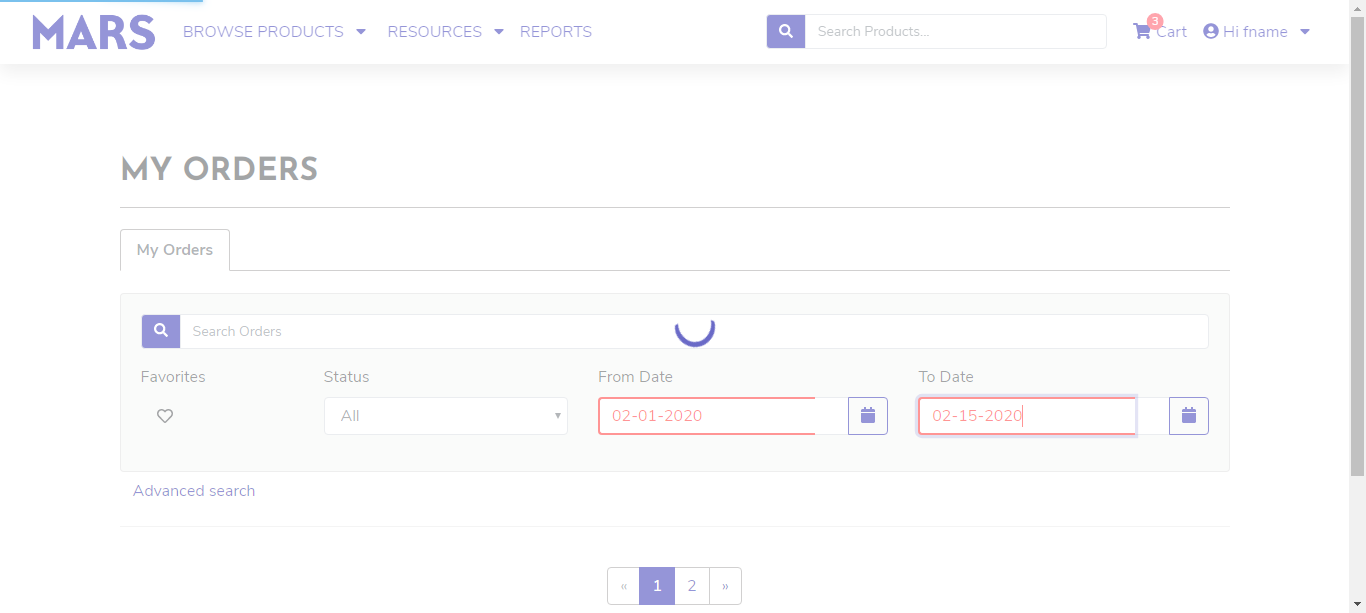 MARS BROWSE PRODUCTS RESOURCES REPORTS Search Products... 3 Cart Hi fname
MY ORDERS
My Orders
Search Orders
Favorites Status From Date To Date
All 02-01-2020 02-15-2020
Advanced search
« 1 2 »